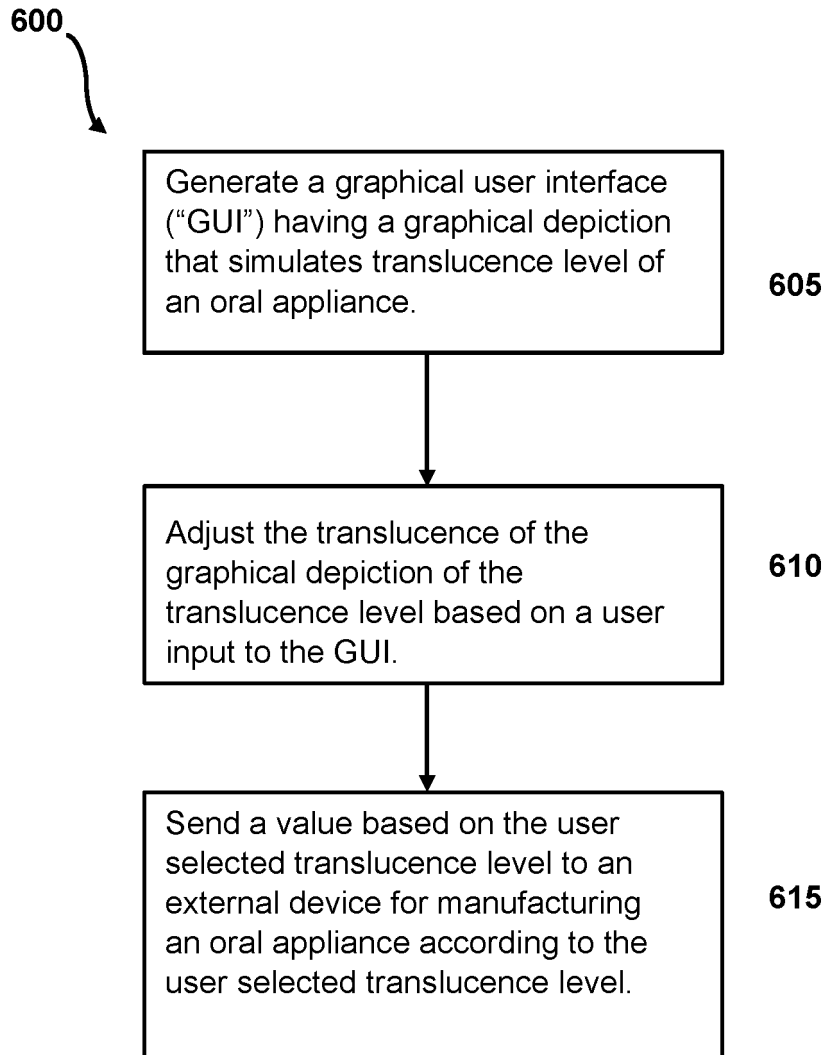 600
Generate a graphical user interface
(“GUI”) having a graphical depiction
that simulates translucence level of
an oral appliance.
605
Adjust the translucence of the
graphical depiction of the
translucence level based on a user
input to the GUI.
610
Send a value based on the user
selected translucence level to an
external device for manufacturing
an oral appliance according to the
user selected translucence level.
615